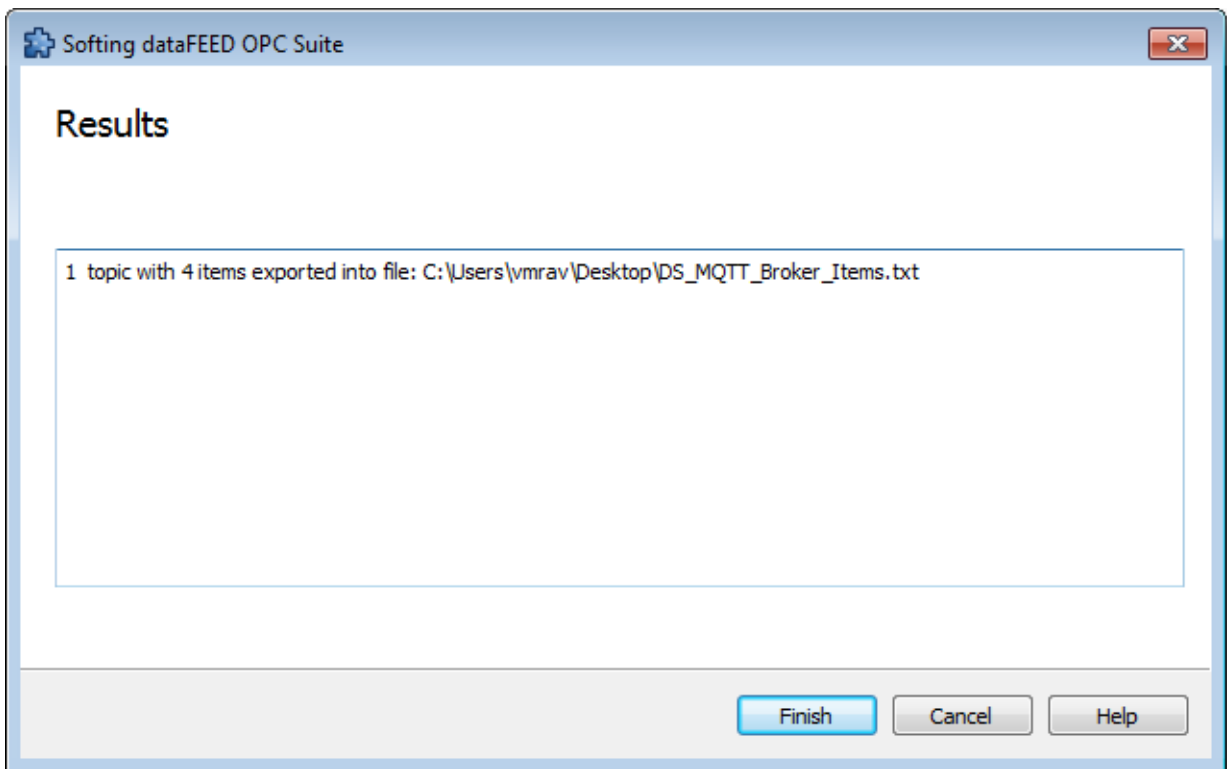 Softing dataFEED OPC Suite
Results
1 topic with 4 items exported into file: C:\Users\vmrav\Desktop\DS_MQTT_Broker_Items.txt
Finish
Cancel
Help